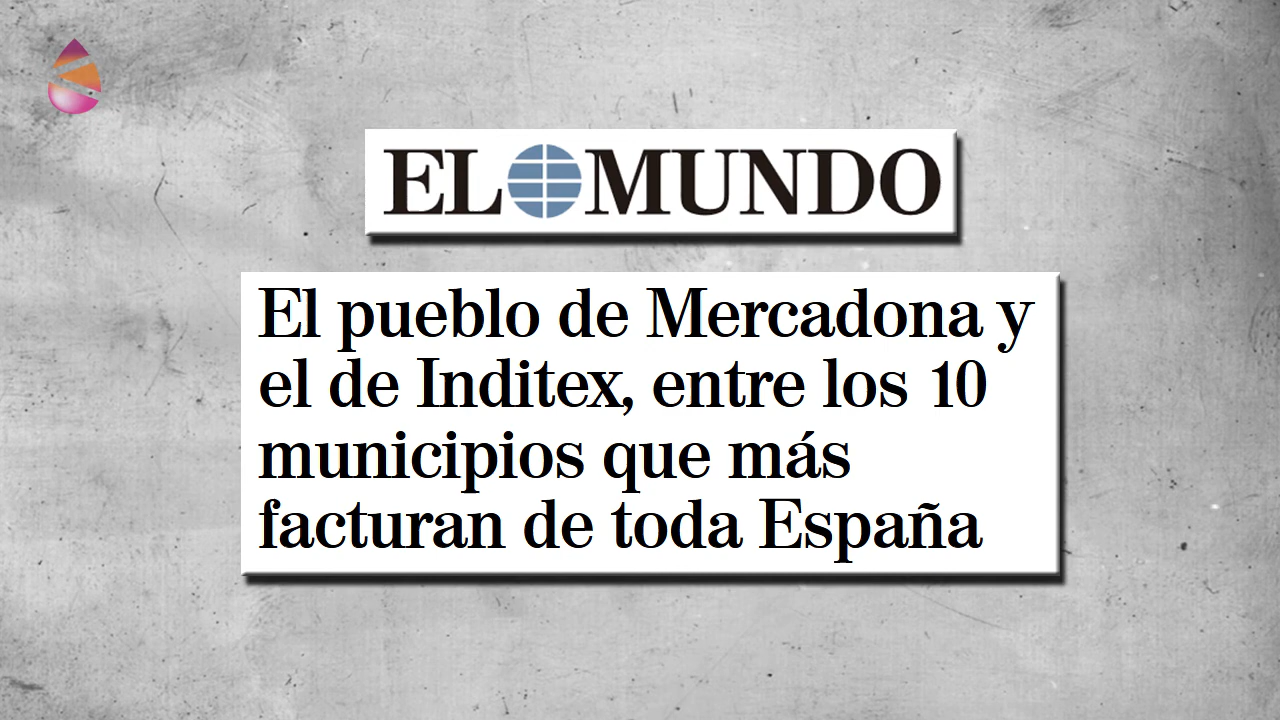 EL MUNDO
El pueblo de Mercadona y
el de Inditex, entre los 10
municipios que más
facturan de toda España